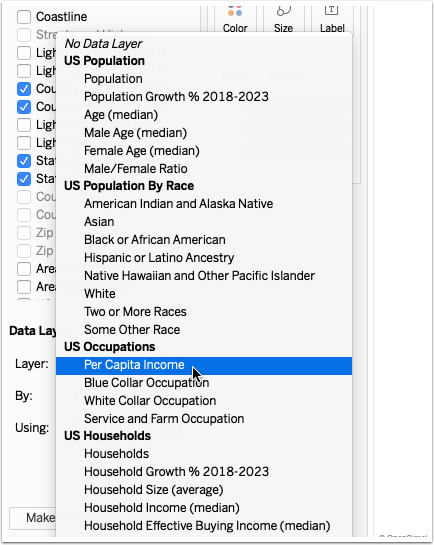 Coastline
Color
Size
Label
No Data Layer
US Population
Population
Population Growth % 2018-2023
Age (median)
Male Age (median)
Female Age (median)
Male/Female Ratio
US Population By Race
American Indian and Alaska Native
Asian
Black or African American
Hispanic or Latino Ancestry
Native Hawaiian and Other Pacific Islander
White
Two or More Races
Some Other Race
US Occupations
Per Capita Income
Blue Collar Occupation
White Collar Occupation
Service and Farm Occupation
US Households
Households
Household Growth % 2018-2023
Household Size (average)
Household Income (median)
Household Effective Buying Income (median)
Ligh
Ligh
Cou
Cou
Ligh
Ligh
Stat
Stat
Cou
Cou
Zip
Zip
Area
Area
Data Lay
Layer:
By:
Using:
Make